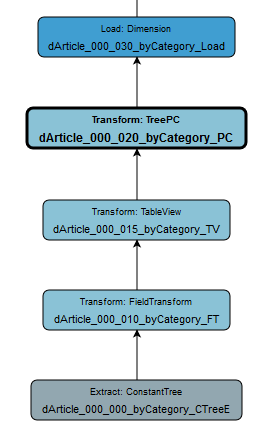 Load: Dimension
dArticle_000_030_byCategory_Load
Transform: TreePC
dArticle_000_020_byCategory_PC
Transform: TableView
dArticle_000_015_byCategory_TV
Transform: FieldTransform
dArticle_000_010_byCategory_FT
Extract: ConstantTree
dArticle_000_000_byCategory_CTreeE